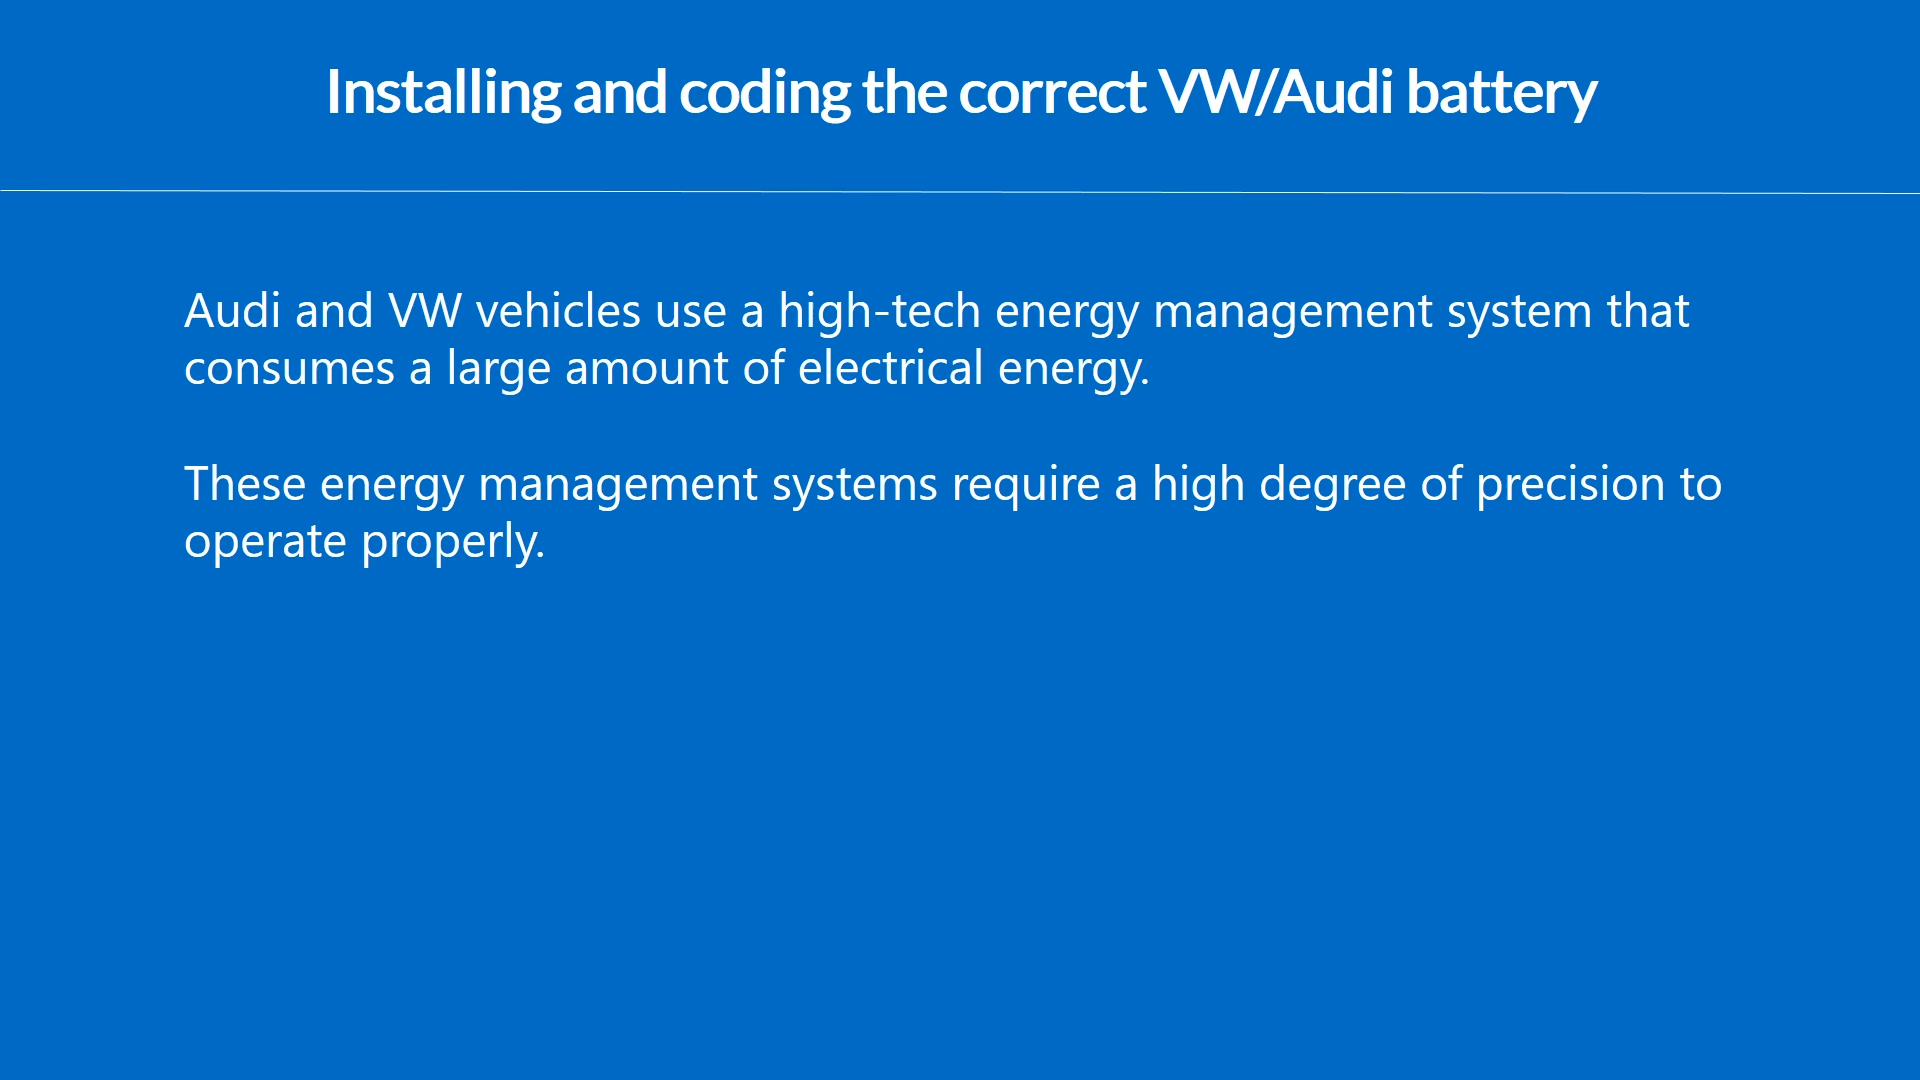 Installing and coding the correct VW/Audi battery
Audi and VW vehicles use a high-tech energy management system that
consumes a large amount of electrical energy.
These energy management systems require a high degree of precision to
operate properly.